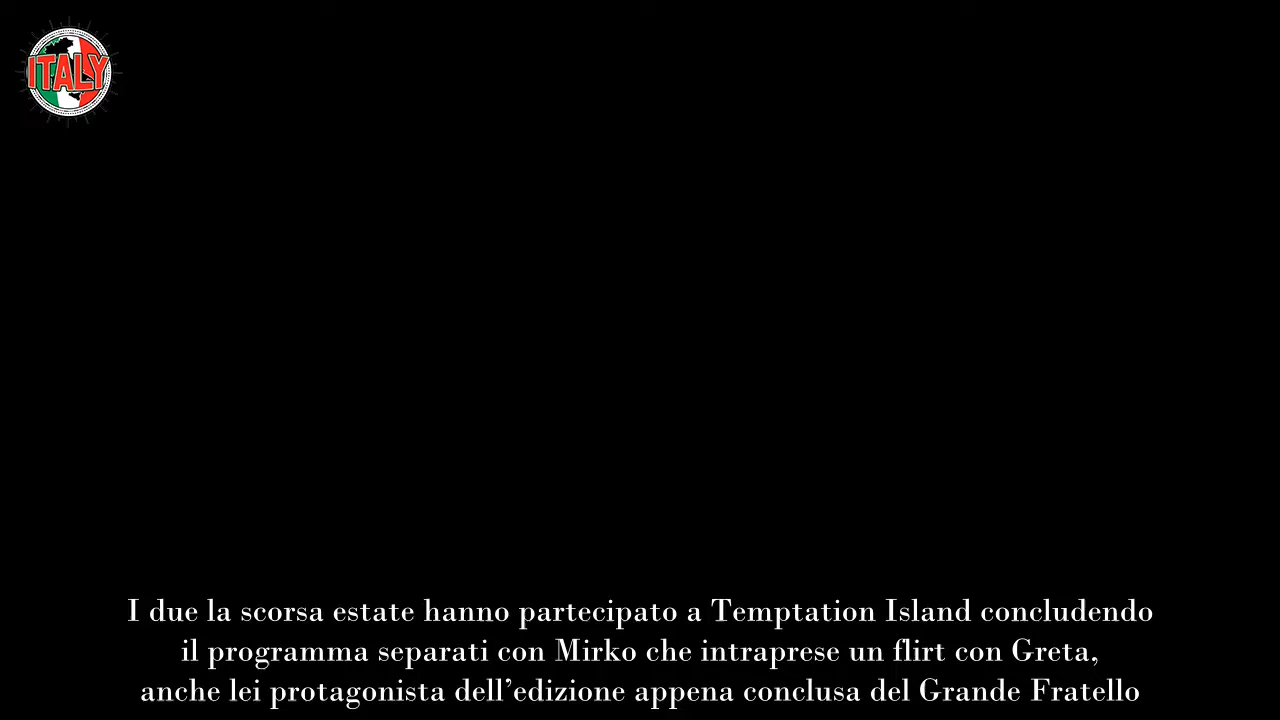 ITALY
I due la scorsa estate hanno partecipato a Temptation Island concludendo
il programma separati con Mirko che intraprese un flirt con Greta,
anche lei protagonista dell’edizione appena conclusa del Grande Fratello